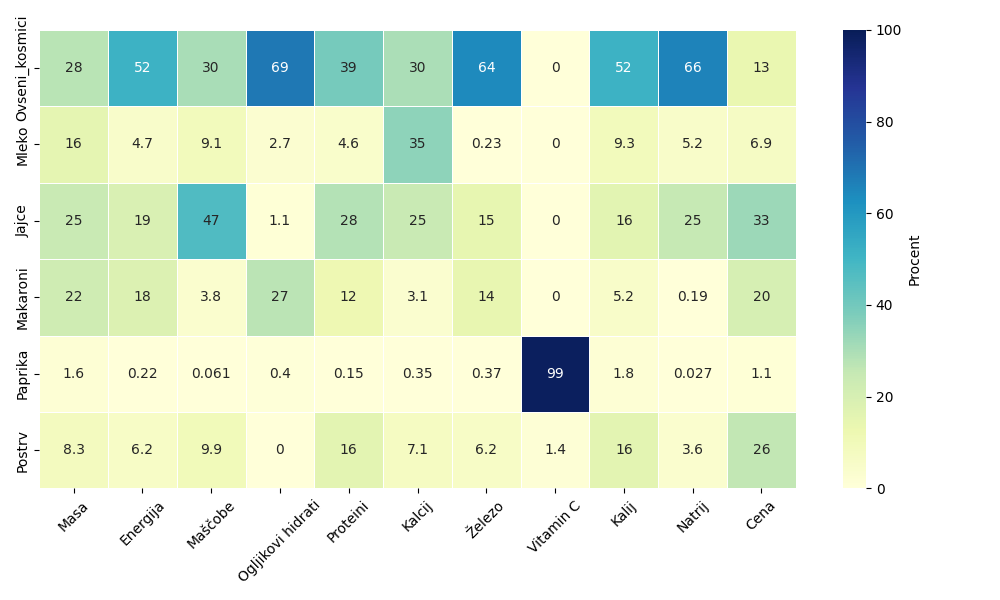 Ovseni_kosmici 28 52 30 69 39 30 64 0 52 66 13
Mleko 16 4.7 9.1 2.7 4.6 35 0.23 0 9.3 5.2 6.9
Jajce 25 19 47 1.1 28 25 15 0 16 25 33
Makaroni 22 18 3.8 27 12 3.1 14 0 5.2 0.19 20
Paprika 1.6 0.22 0.061 0.4 0.15 0.35 0.37 99 1.8 0.027 1.1
Postrv 8.3 6.2 9.9 0 16 7.1 6.2 1.4 16 3.6 26
Masa Energija Maščobe Ogljikovi hidrati Proteini Kalcij Železo Vitamin C Kalij Natrij Cena
100
80
60
40
20
0
Procent